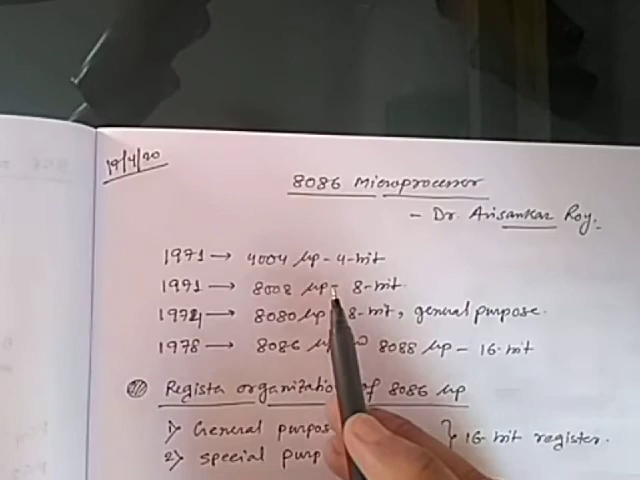 19/4/20
8086 Microprocessor
- Dr. Arisankar Roy.
1971 → 4004 μp - 4-bit
1971 → 8008 μp - 8-bit.
1974 → 8080 μp 8-bit, general purpose.
1978 → 8086 μp 8088 μp - 16-bit
Register organization of 8086 μp
1) General purpos } 16-bit register.
2) special purp